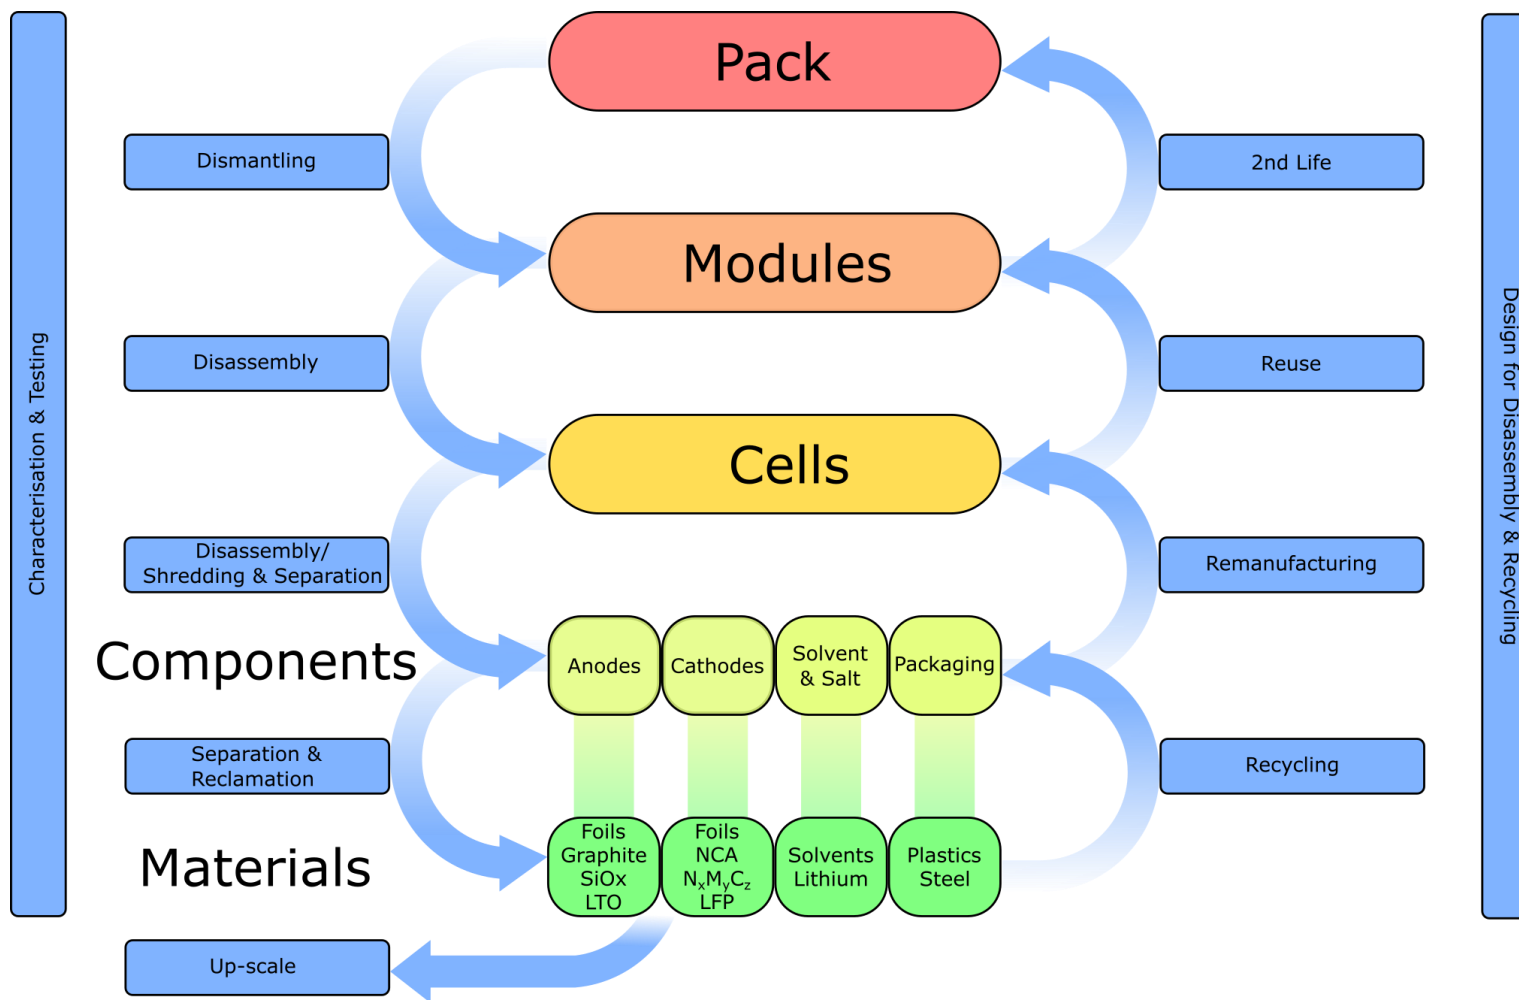 Pack
Dismantling
2nd Life
Modules
Disassembly
Reuse
Cells
Characterisation & Testing
Design for Disassembly & Recycling
Disassembly/
Shredding & Separation
Remanufacturing
Components
Anodes
Cathodes
Solvent
& Salt
Packaging
Separation &
Reclamation
Recycling
Materials
Foils
Graphite
SiOx
LTO
Foils
NCA
NₓMᵧC₂
LFP
Solvents
Lithium
Plastics
Steel
Up-scale